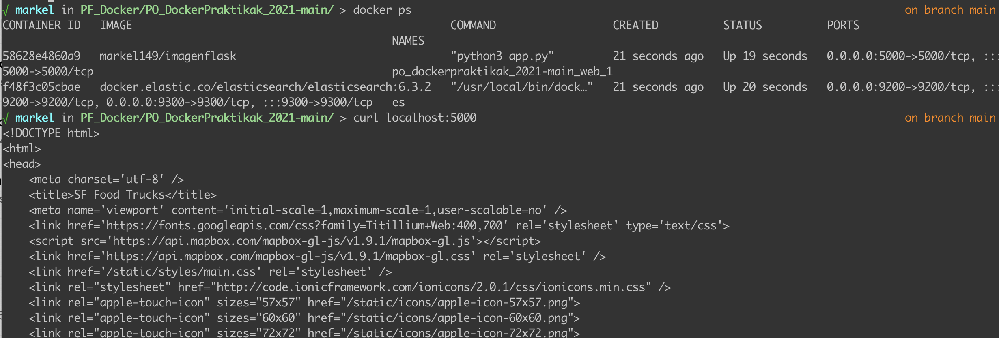 √ markel in PF_Docker/PO_DockerPraktikak_2021-main/ > docker ps on branch main
CONTAINER ID IMAGE COMMAND CREATED STATUS PORTS
NAMES
58628e4860a9 markel149/imagenflask "python3 app.py" 21 seconds ago Up 19 seconds 0.0.0.0:5000->5000/tcp, :::
5000->5000/tcp po_dockerpraktikak_2021-main_web_1
f48f3c05cbae docker.elastic.co/elasticsearch/elasticsearch:6.3.2 "/usr/local/bin/dock…" 21 seconds ago Up 20 seconds 0.0.0.0:9200->9200/tcp, :::
9200->9200/tcp, 0.0.0.0:9300->9300/tcp, :::9300->9300/tcp es
√ markel in PF_Docker/PO_DockerPraktikak_2021-main/ > curl localhost:5000 on branch main
<!DOCTYPE html>
<html>
<head>
    <meta charset='utf-8' />
    <title>SF Food Trucks</title>
    <meta name='viewport' content='initial-scale=1,maximum-scale=1,user-scalable=no' />
    <link href='https://fonts.googleapis.com/css?family=Titillium+Web:400,700' rel='stylesheet' type='text/css'>
    <script src='https://api.mapbox.com/mapbox-gl-js/v1.9.1/mapbox-gl.js'></script>
    <link href='https://api.mapbox.com/mapbox-gl-js/v1.9.1/mapbox-gl.css' rel='stylesheet' />
    <link href='/static/styles/main.css' rel='stylesheet' />
    <link rel="stylesheet" href="http://code.ionicframework.com/ionicons/2.0.1/css/ionicons.min.css" />
    <link rel="apple-touch-icon" sizes="57x57" href="/static/icons/apple-icon-57x57.png">
    <link rel="apple-touch-icon" sizes="60x60" href="/static/icons/apple-icon-60x60.png">
    <link rel="apple-touch-icon" sizes="72x72" href="/static/icons/apple-icon-72x72.png">